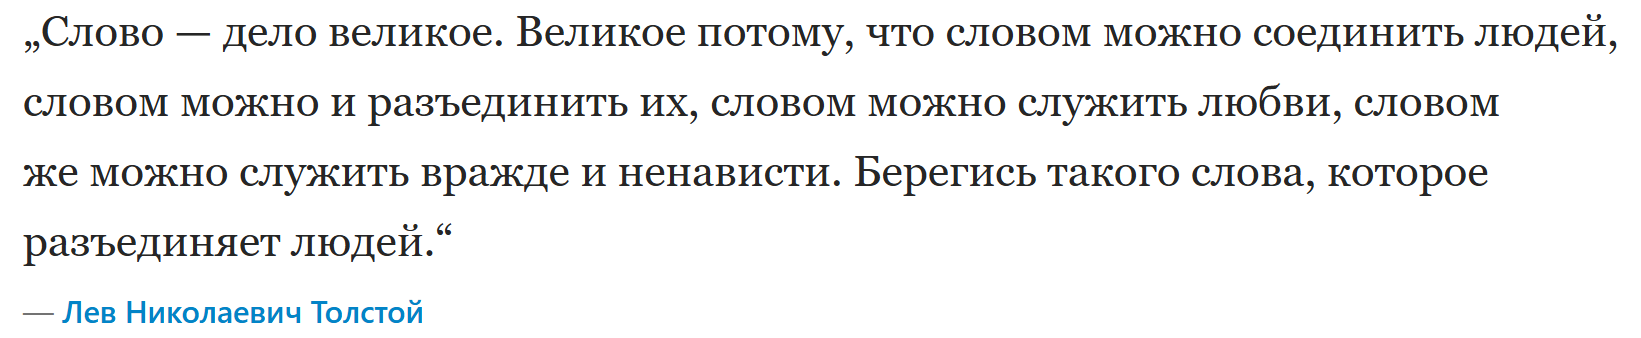 „Слово — дело великое. Великое потому, что словом можно соединить людей,
словом можно и разъединить их, словом можно служить любви, словом
же можно служить вражде и ненависти. Берегись такого слова, которое
разъединяет людей.“
— Лев Николаевич Толстой